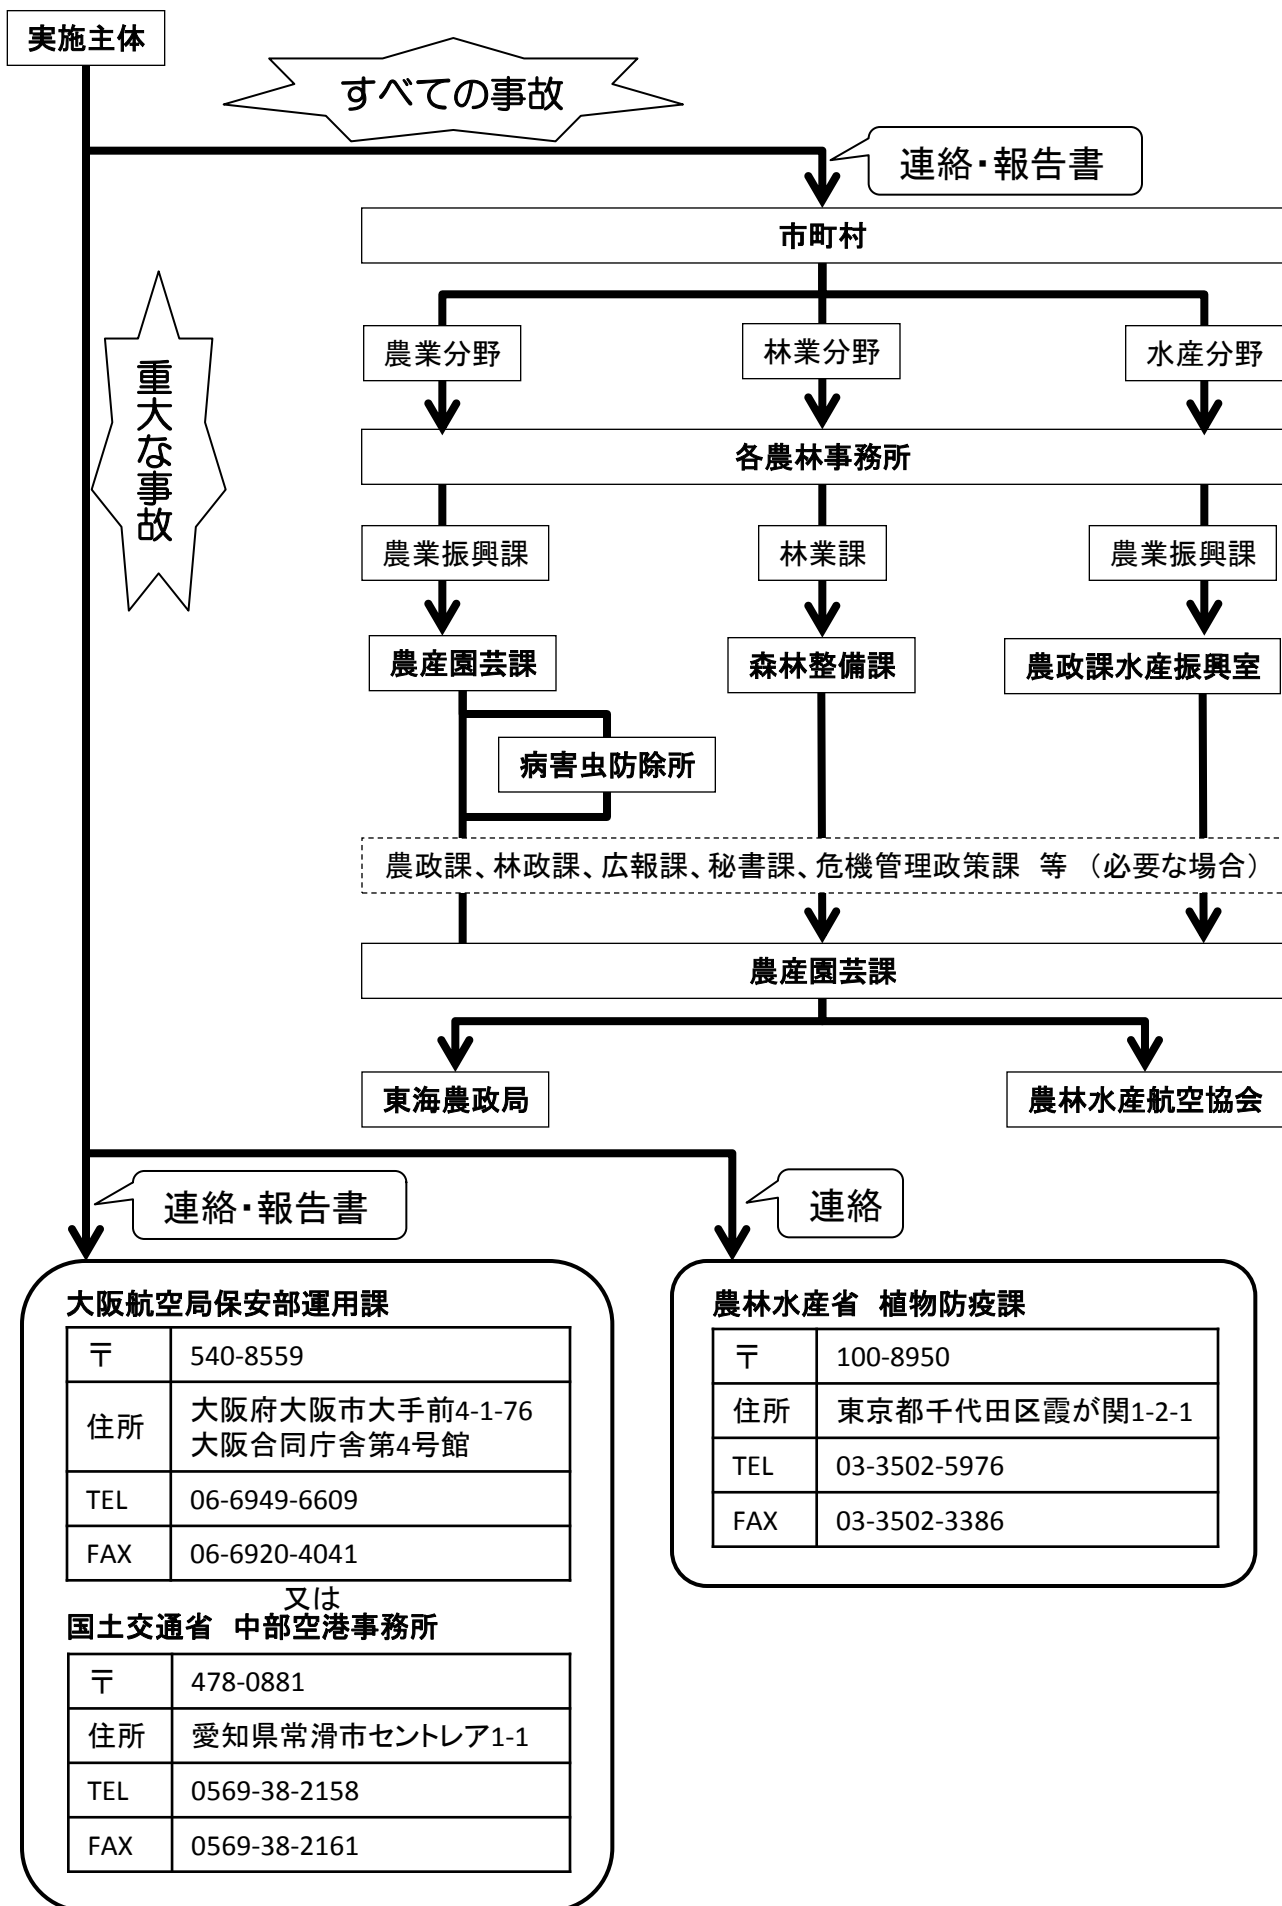 実施主体
すべての事故
連絡・報告書
市町村
重大な事故
農業分野
林業分野
水産分野
各農林事務所
農業振興課
林業課
農業振興課
農産園芸課
森林整備課
農政課水産振興室
病害虫防除所
農政課、林政課、広報課、秘書課、危機管理政策課 等 （必要な場合）
農産園芸課
東海農政局
農林水産航空協会
連絡・報告書
連絡
大阪航空局保安部運用課
〒 540-8559
住所 大阪府大阪市大手前4-1-76
大阪合同庁舎第4号館
TEL 06-6949-6609
FAX 06-6920-4041
又は
国土交通省 中部空港事務所
〒 478-0881
住所 愛知県常滑市セントレア1-1
TEL 0569-38-2158
FAX 0569-38-2161
農林水産省 植物防疫課
〒 100-8950
住所 東京都千代田区霞が関1-2-1
TEL 03-3502-5976
FAX 03-3502-3386